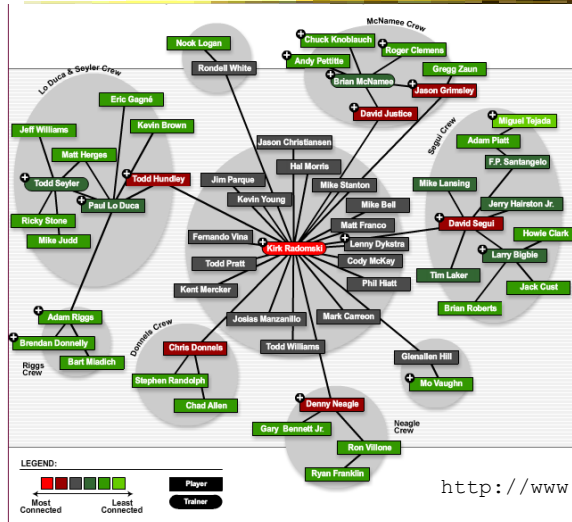 McNamee Crew
Nook Logan
Chuck Knoblauch
Roger Clemens
Andy Pettitte
Rondell White
Gregg Zaun
Brian McNamee
Lo Duca & Seyler Crew
Jason Grimsley
Eric Gagné
David Justice
Miguel Tejada
Jeff Williams
Kevin Brown
Segui Crew
Adam Piatt
Jason Christiansen
Matt Herges
F.P. Santangelo
Hal Morris
Todd Seyler
Todd Hundley
Jim Parque
Mike Stanton
Mike Lansing
Kevin Young
Paul Lo Duca
Mike Bell
Jerry Hairston Jr.
Ricky Stone
Matt Franco
David Segui
Fernando Vina
Mike Judd
Kirk Radomski
Lenny Dykstra
Howie Clark
Cody McKay
Larry Bigbie
Todd Pratt
Phil Hiatt
Tim Laker
Kent Mercker
Jack Cust
Brian Roberts
Adam Riggs
Josias Manzanillo
Mark Carreon
Donnels Crew
Brendan Donnelly
Chris Donnels
Todd Williams
Glenallen Hill
Bart Miadich
Riggs
Crew
Stephen Randolph
Mo Vaughn
Chad Allen
Denny Neagle
Gary Bennett Jr.
Neagle
Crew
Ron Villone
Ryan Franklin
LEGEND:
Player
Trainer
Most
Connected
Least
Connected
http://www